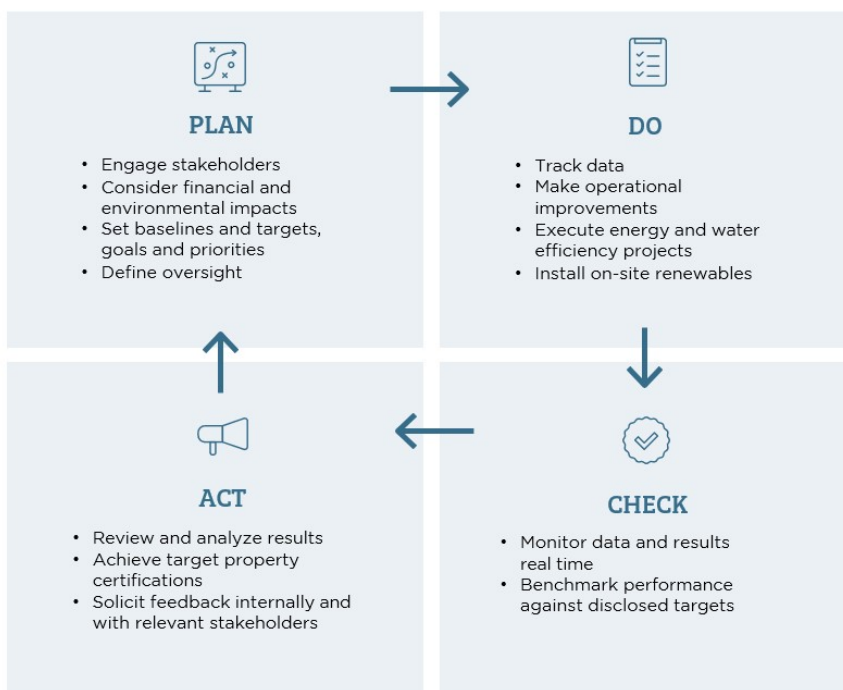 PLAN
• Engage stakeholders
• Consider financial and
environmental impacts
• Set baselines and targets,
goals and priorities
• Define oversight
DO
• Track data
• Make operational
improvements
• Execute energy and water
efficiency projects
• Install on-site renewables
ACT
• Review and analyze results
• Achieve target property
certifications
• Solicit feedback internally and
with relevant stakeholders
CHECK
• Monitor data and results
real time
• Benchmark performance
against disclosed targets